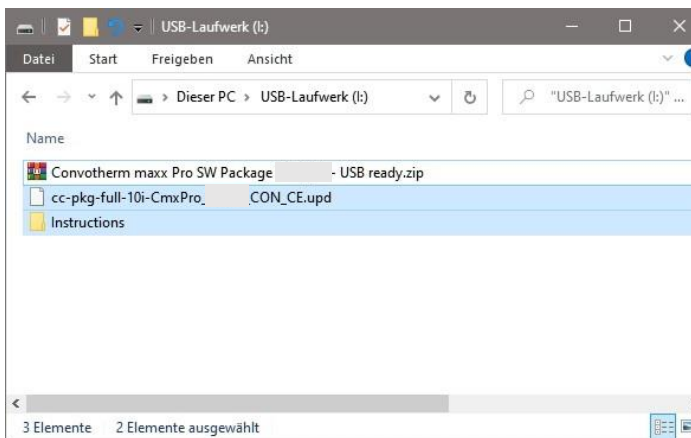 USB-Laufwerk (I:)
Datei Start Freigeben Ansicht
Dieser PC > USB-Laufwerk (I:) "USB-Laufwerk (I:)" ...
Name
Convotherm maxx Pro SW Package - USB ready.zip
cc-pkg-full-10i-CmxPro_ _CON_CE.upd
Instructions
3 Elemente 2 Elemente ausgewählt